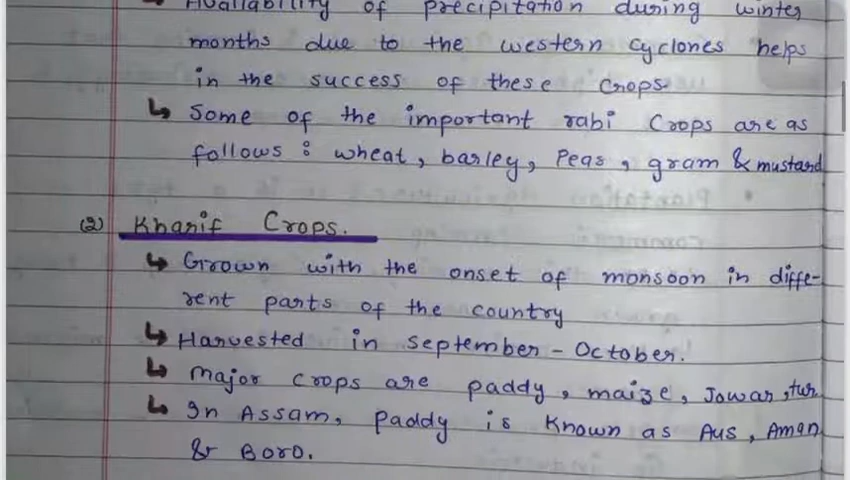 ↳ Availability of precipitation during winter
months due to the western cyclones helps
in the success of these crops.
↳ Some of the important rabi crops are as
follows : wheat, barley, Peas, gram & mustard
(2) Kharif Crops.
↳ Grown with the onset of monsoon in diffe-
rent parts of the country
↳ Harvested in september - October.
↳ Major crops are paddy, maize, Jowar, tur
↳ In Assam, Paddy is known as Aus, Aman
& Boro.